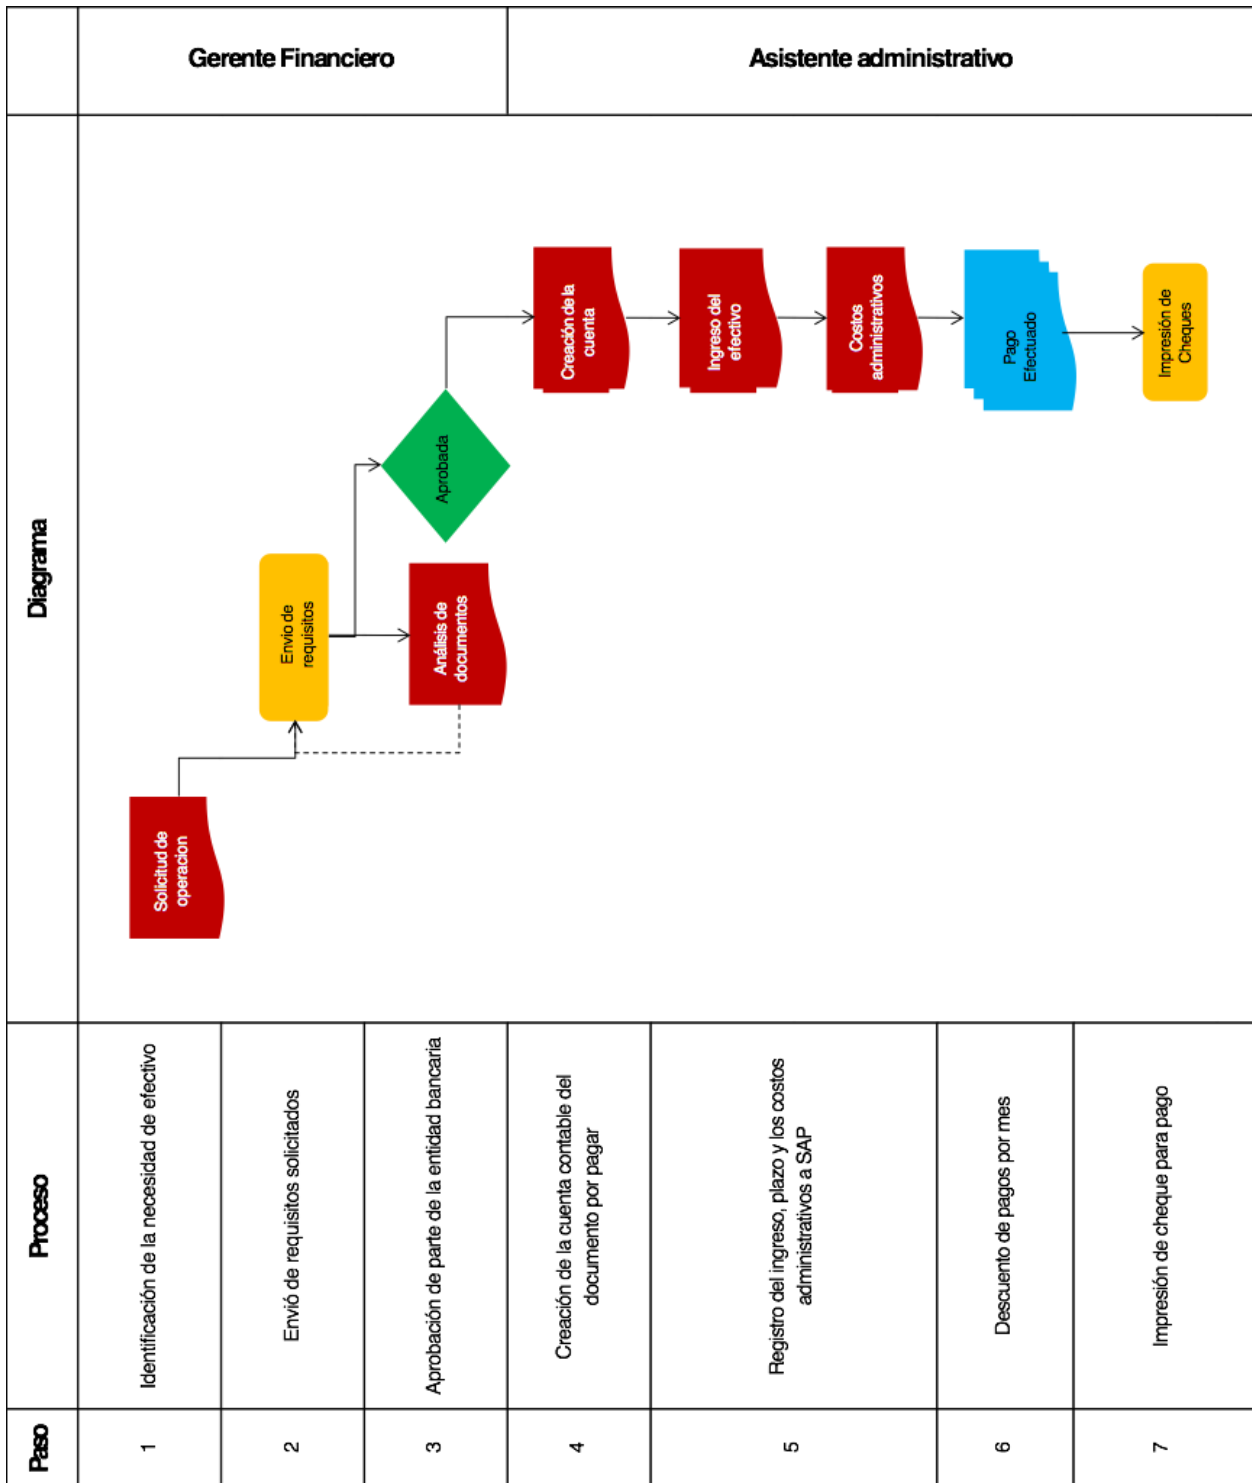 Paso
Proceso
Diagrama
1
Identificación de la necesidad de efectivo
Solicitud de
operacion
Gerente Financiero
2
Envió de requisitos solicitados
Envio de
requisitos
3
Aprobación de parte de la entidad bancaria
Análisis de
documentos
Aprobada
4
Creación de la cuenta contable del
documento por pagar
Creación de la
cuenta
Asistente administrativo
5
Registro del ingreso, plazo y los costos
administrativos a SAP
Ingreso del
efectivo
Costos
administrativos
6
Descuento de pagos por mes
Pago
Efectuado
7
Impresión de cheque para pago
Impresión de
Cheques